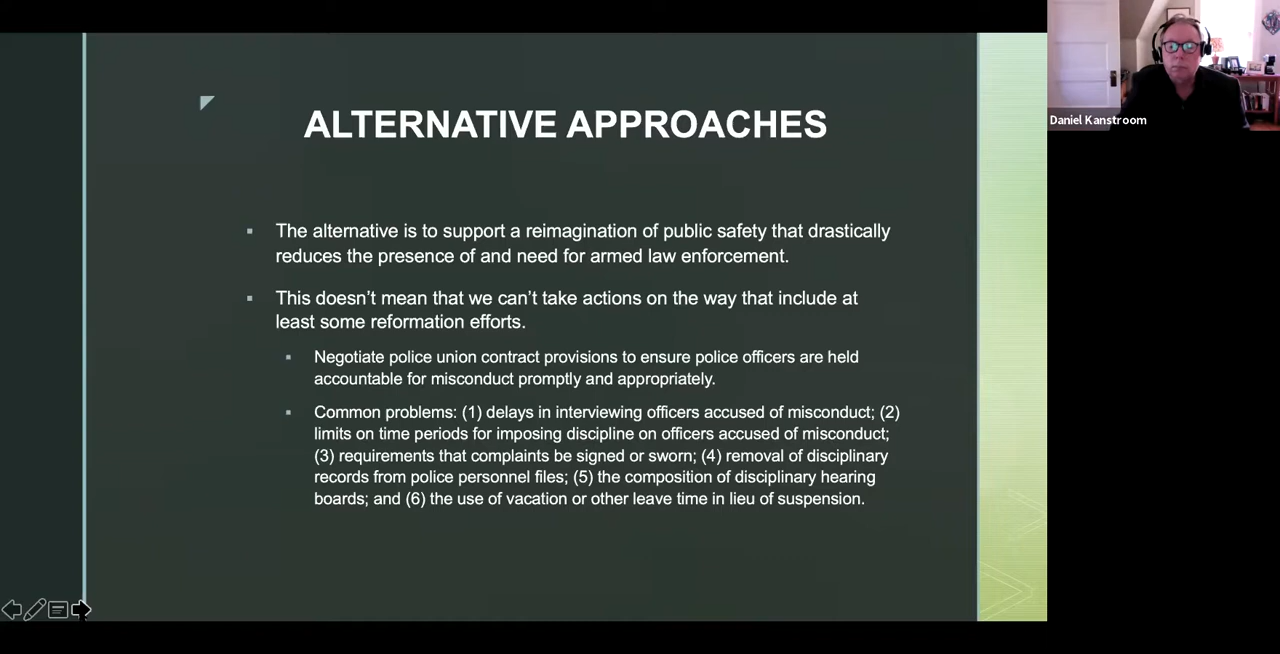 ALTERNATIVE APPROACHES
▪ The alternative is to support a reimagination of public safety that drastically
reduces the presence of and need for armed law enforcement.
▪ This doesn’t mean that we can’t take actions on the way that include at
least some reformation efforts.
▪ Negotiate police union contract provisions to ensure police officers are held
accountable for misconduct promptly and appropriately.
▪ Common problems: (1) delays in interviewing officers accused of misconduct; (2)
limits on time periods for imposing discipline on officers accused of misconduct;
(3) requirements that complaints be signed or sworn; (4) removal of disciplinary
records from police personnel files; (5) the composition of disciplinary hearing
boards; and (6) the use of vacation or other leave time in lieu of suspension.
Daniel Kanstroom